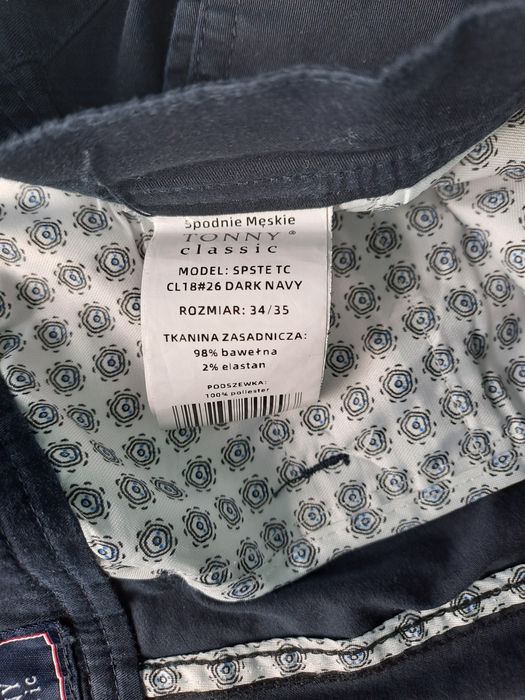 Spodnie Męskie
TONNY®
classic
MODEL: SPSTE TC
CL18#26 DARK NAVY
ROZMIAR: 34/35
TKANINA ZASADNICZA:
98% bawełna
2% elastan
PODSZEWKA:
100% poliester